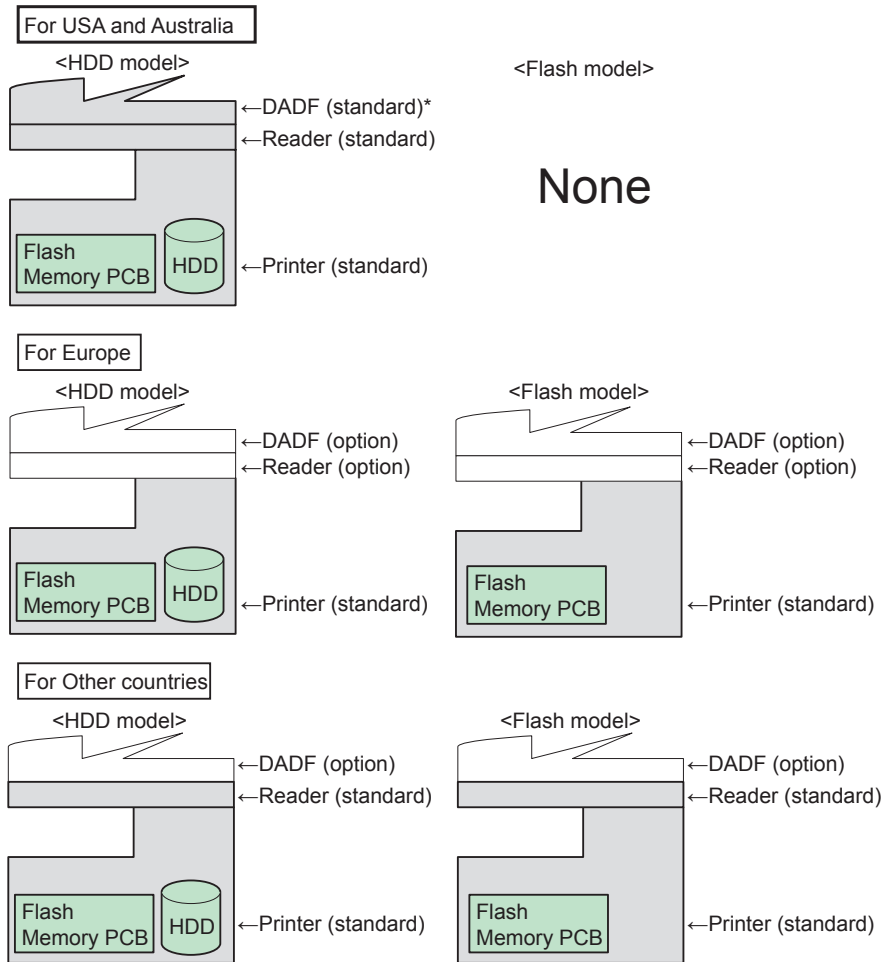 For USA and Australia
<HDD model>
<Flash model>
←DADF (standard)*
←Reader (standard)
None
Flash
Memory PCB
HDD
←Printer (standard)
For Europe
<HDD model>
<Flash model>
←DADF (option)
←DADF (option)
←Reader (option)
←Reader (option)
Flash
Memory PCB
HDD
←Printer (standard)
Flash
Memory PCB
←Printer (standard)
For Other countries
<HDD model>
<Flash model>
←DADF (option)
←DADF (option)
←Reader (standard)
←Reader (standard)
Flash
Memory PCB
HDD
←Printer (standard)
Flash
Memory PCB
←Printer (standard)